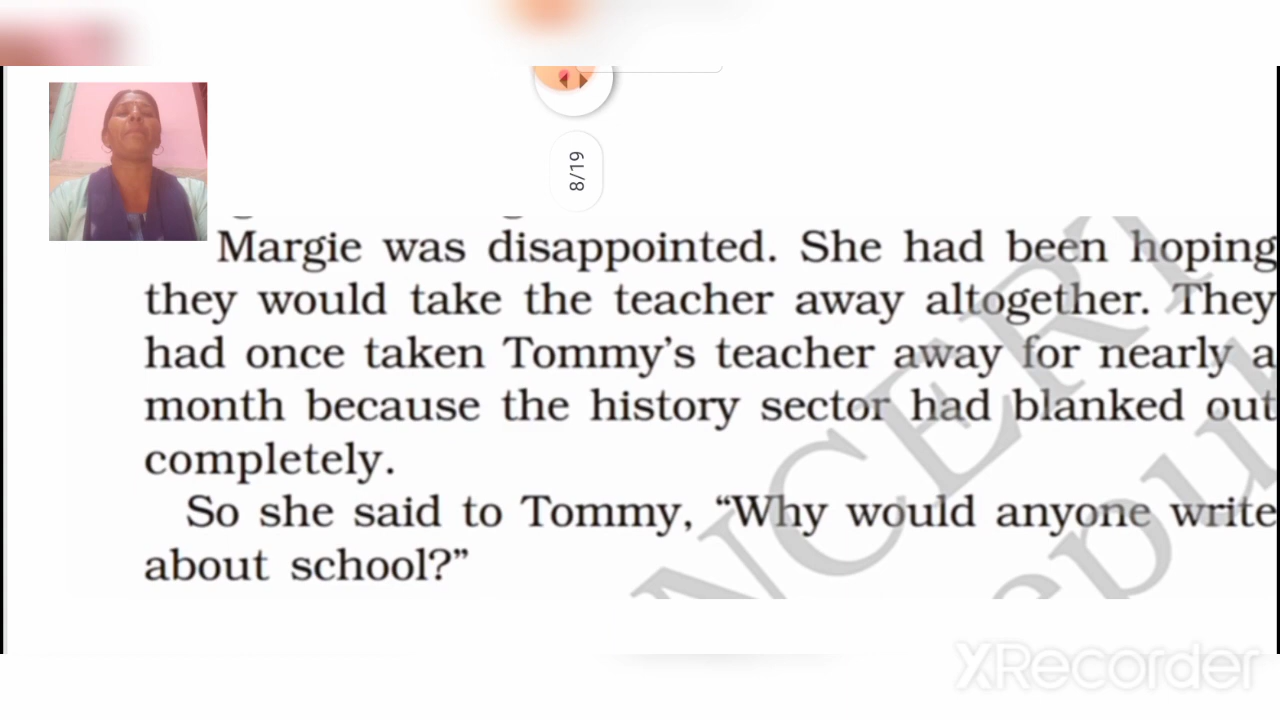 8/19
Margie was disappointed. She had been hoping
they would take the teacher away altogether. They
had once taken Tommy’s teacher away for nearly a
month because the history sector had blanked out
completely.
So she said to Tommy, “Why would anyone write
about school?”
NCERT
XRecorder